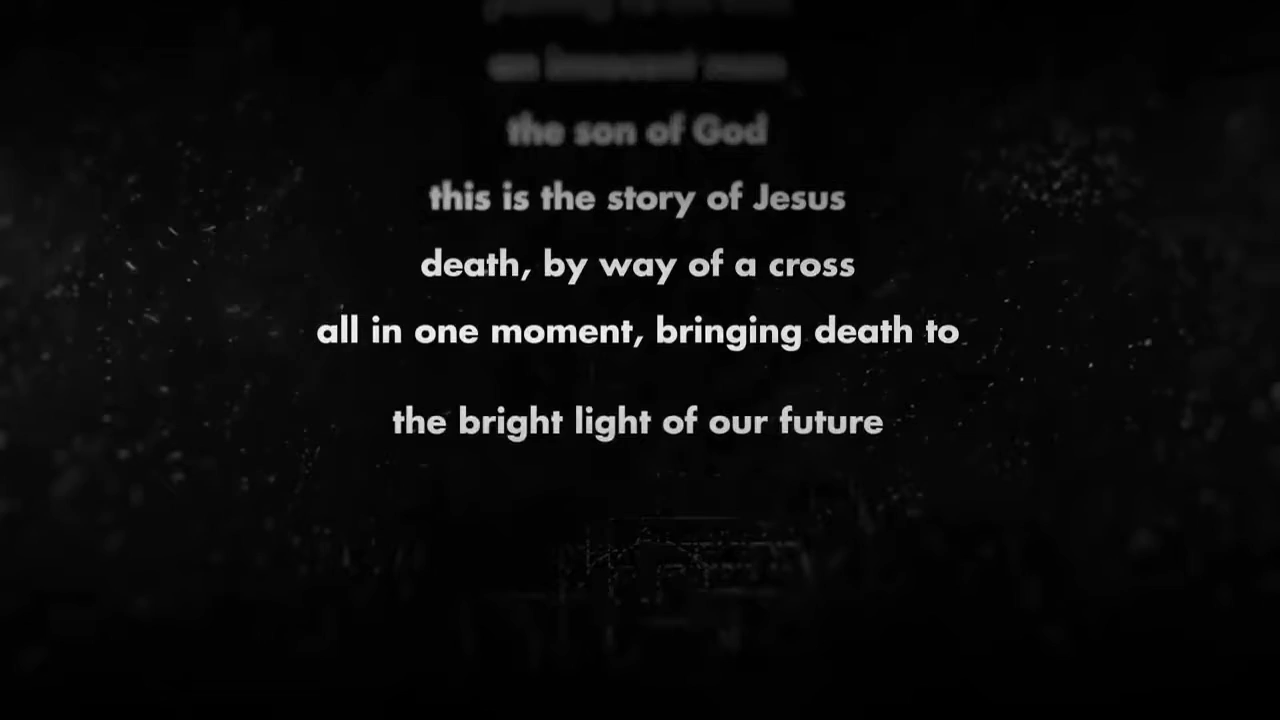 the son of God
this is the story of Jesus
death, by way of a cross
all in one moment, bringing death to
the bright light of our future